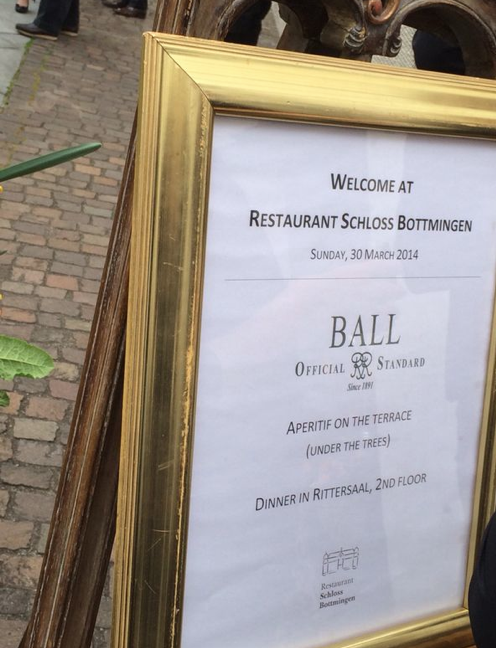 WELCOME AT
RESTAURANT SCHLOSS BOTTMINGEN
SUNDAY, 30 MARCH 2014
BALL
OFFICIAL RR STANDARD
Since 1891
APERITIF ON THE TERRACE
(UNDER THE TREES)
DINNER IN RITTERSAAL, 2ND FLOOR
Restaurant
Schloss
Bottmingen